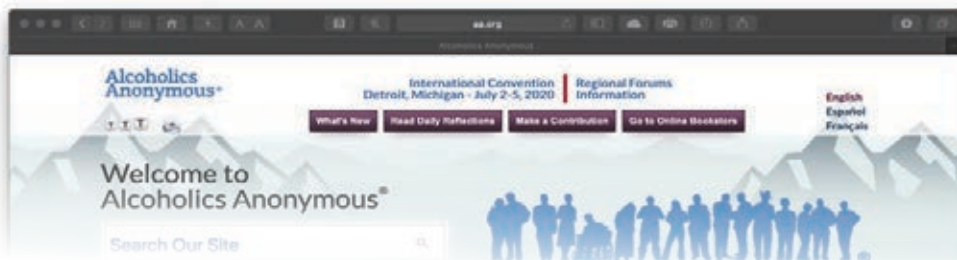 aa.org
Alcoholics Anonymous
Alcoholics
Anonymous®
International Convention
Detroit, Michigan - July 2-5, 2020
Regional Forums
Information
English
Español
Français
T T T
What's New
Read Daily Reflections
Make a Contribution
Go to Online Bookstore
Welcome to
Alcoholics Anonymous®
Search Our Site
®